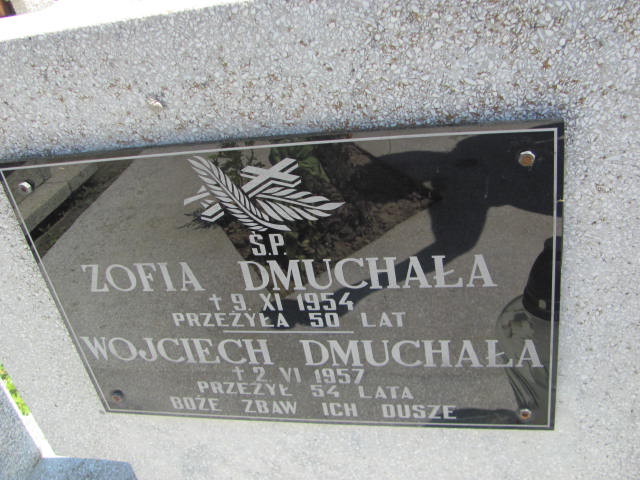 Ś.P.
ZOFIA DMUCHAŁA
† 9. XI 1954
PRZEŻYŁA 50 LAT
WOJCIECH DMUCHAŁA
† 2 VI 1957
PRZEŻYŁ 54 LATA
BOŻE ZBAW ICH DUSZE